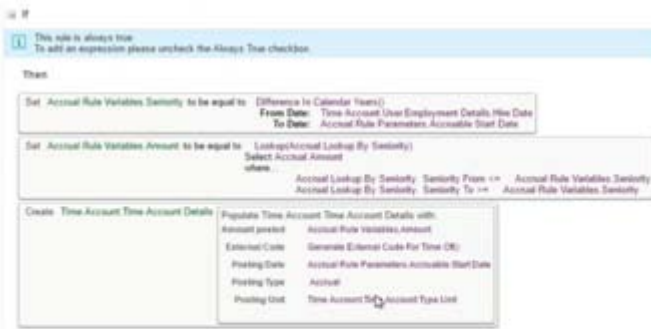 If
This rule is always true
To add an expression please uncheck the Always True checkbox.
Then
Set Accrual Rule Variables.Seniority to be equal to Difference In Calendar Years()
From Date: Time Account.User.Employment Details.Hire Date
To Date: Accrual Rule Parameters.Accruable Start Date
Set Accrual Rule Variables.Amount to be equal to Lookup(Accrual Lookup By Seniority)
Select Accrual Amount
where...
Accrual Lookup By Seniority Seniority From <= Accrual Rule Variables.Seniority
Accrual Lookup By Seniority Seniority To >= Accrual Rule Variables.Seniority
Create Time Account.Time Account Details Populate Time Account.Time Account Details with:
Amount posted Accrual Rule Variables.Amount
External Code Generate External Code For Time Off()
Posting Date Accrual Rule Parameters.Accruable Start Date
Posting Type Accrual
Posting Unit Time Account.Time Account Type.Unit